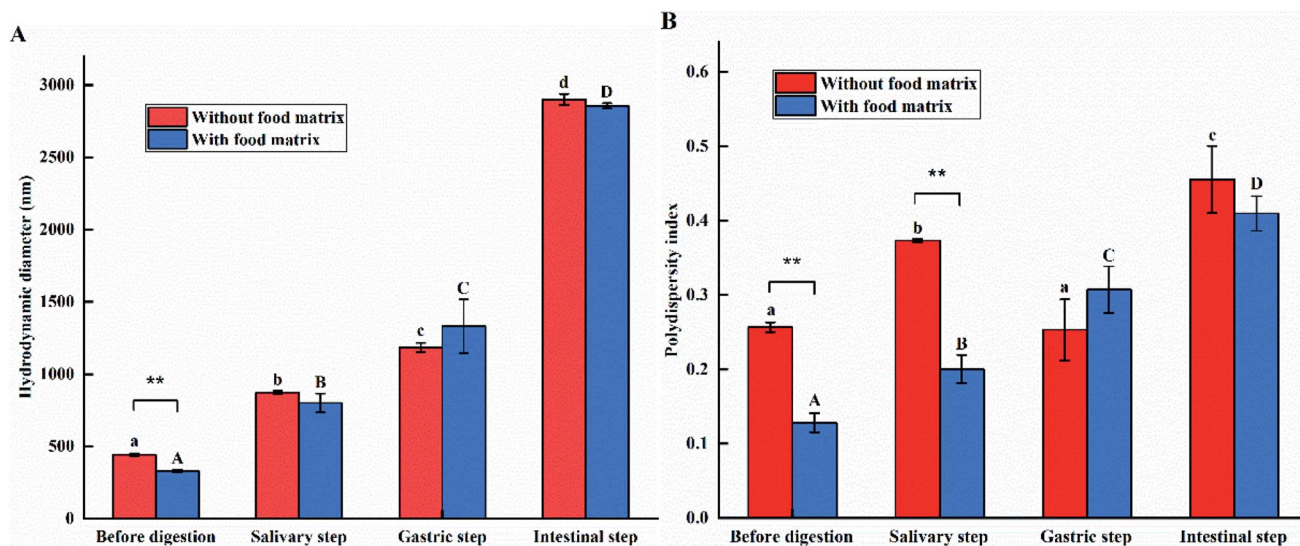 A
Hydrodynamic diameter (nm)
3000
2500
2000
1500
1000
500
0
Without food matrix
With food matrix
**
a
A
b
B
c
C
d
D
Before digestion
Salivary step
Gastric step
Intestinal step
B
Polydispersity index
0.6
0.5
0.4
0.3
0.2
0.1
0.0
Without food matrix
With food matrix
**
a
A
**
b
B
a
C
c
D
Before digestion
Salivary step
Gastric step
Intestinal step